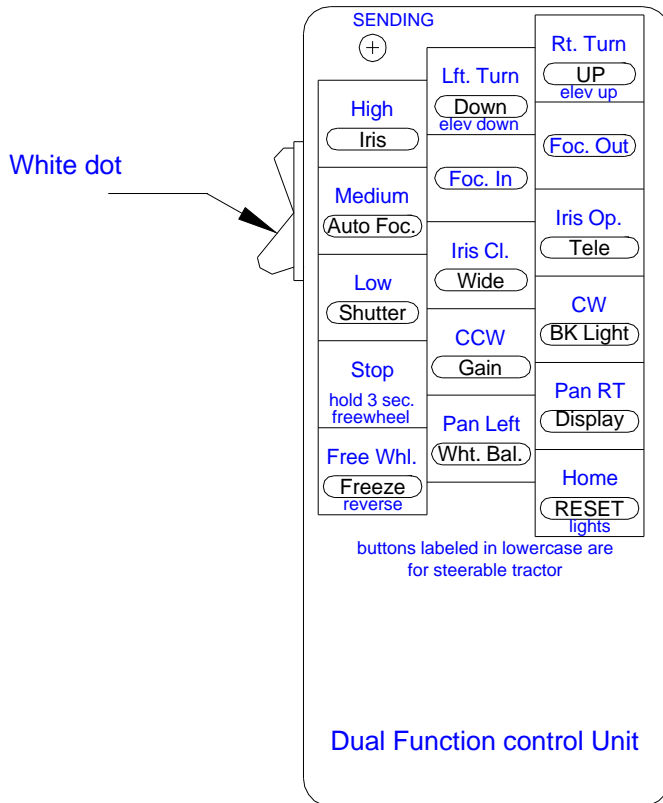 SENDING
White dot
High
Iris
Medium
Auto Foc.
Low
Shutter
Stop
hold 3 sec.
freewheel
Free Whl.
Freeze
reverse
Lft. Turn
Down
elev down
Foc. In
Iris Cl.
Wide
CCW
Gain
Pan Left
Wht. Bal.
Rt. Turn
UP
elev up
Foc. Out
Iris Op.
Tele
CW
BK Light
Pan RT
Display
Home
RESET
lights
buttons labeled in lowercase are
for steerable tractor
Dual Function control Unit